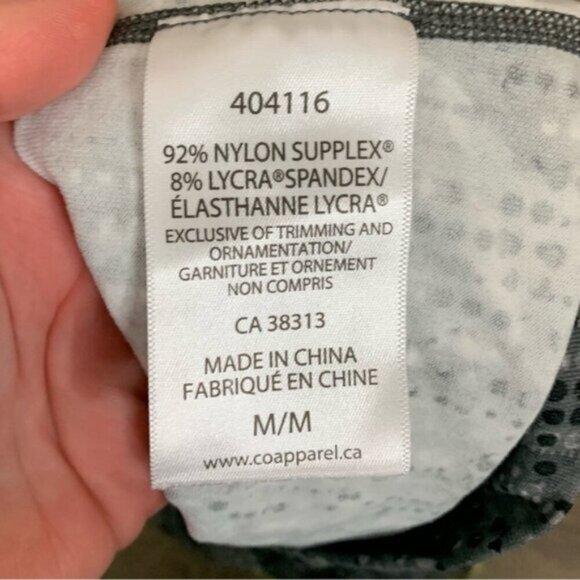 404116
92% NYLON SUPPLEX®
8% LYCRA®SPANDEX/
ÉLASTHANNE LYCRA®
EXCLUSIVE OF TRIMMING AND
ORNAMENTATION/
GARNITURE ET ORNEMENT
NON COMPRIS
CA 38313
MADE IN CHINA
FABRIQUÉ EN CHINE
M/M
www.coapparel.ca